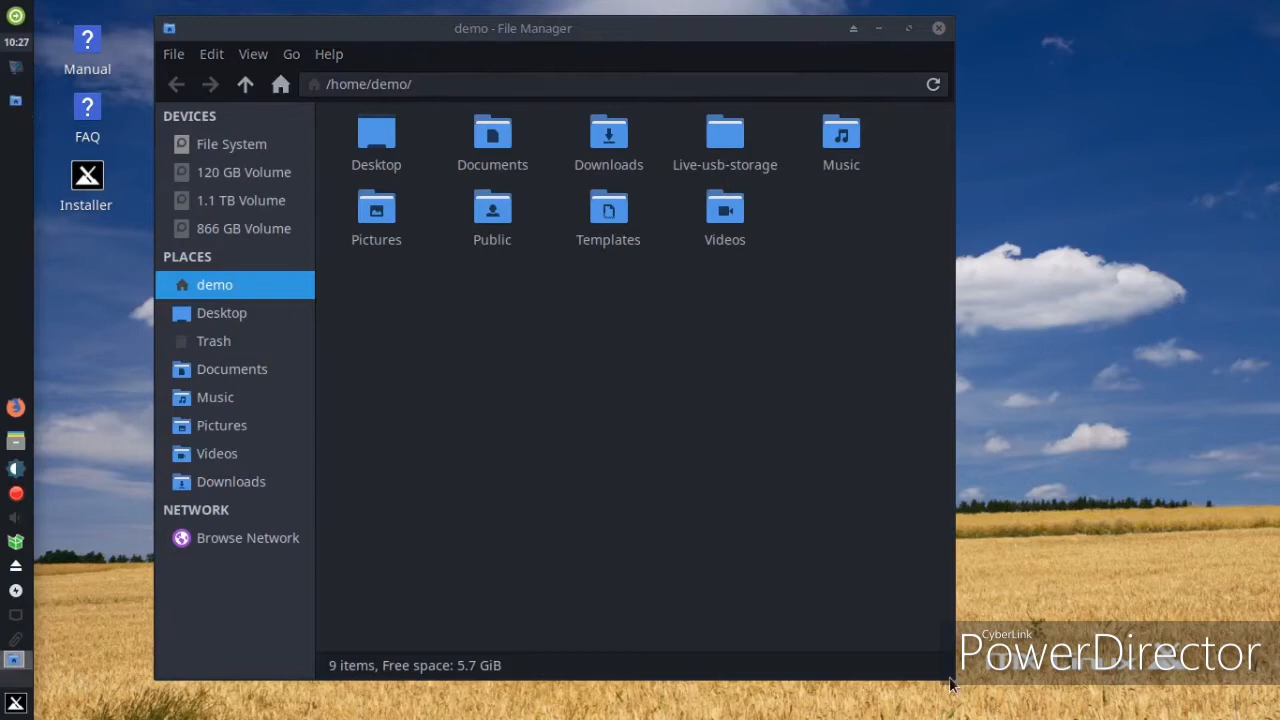 10:27
Manual
FAQ
Installer
demo - File Manager
File Edit View Go Help
/home/demo/
DEVICES
File System
120 GB Volume
1.1 TB Volume
866 GB Volume
PLACES
demo
Desktop
Trash
Documents
Music
Pictures
Videos
Downloads
NETWORK
Browse Network
Desktop Documents Downloads Live-usb-storage Music
Pictures Public Templates Videos
9 items, Free space: 5.7 GiB
CyberLink
PowerDirector